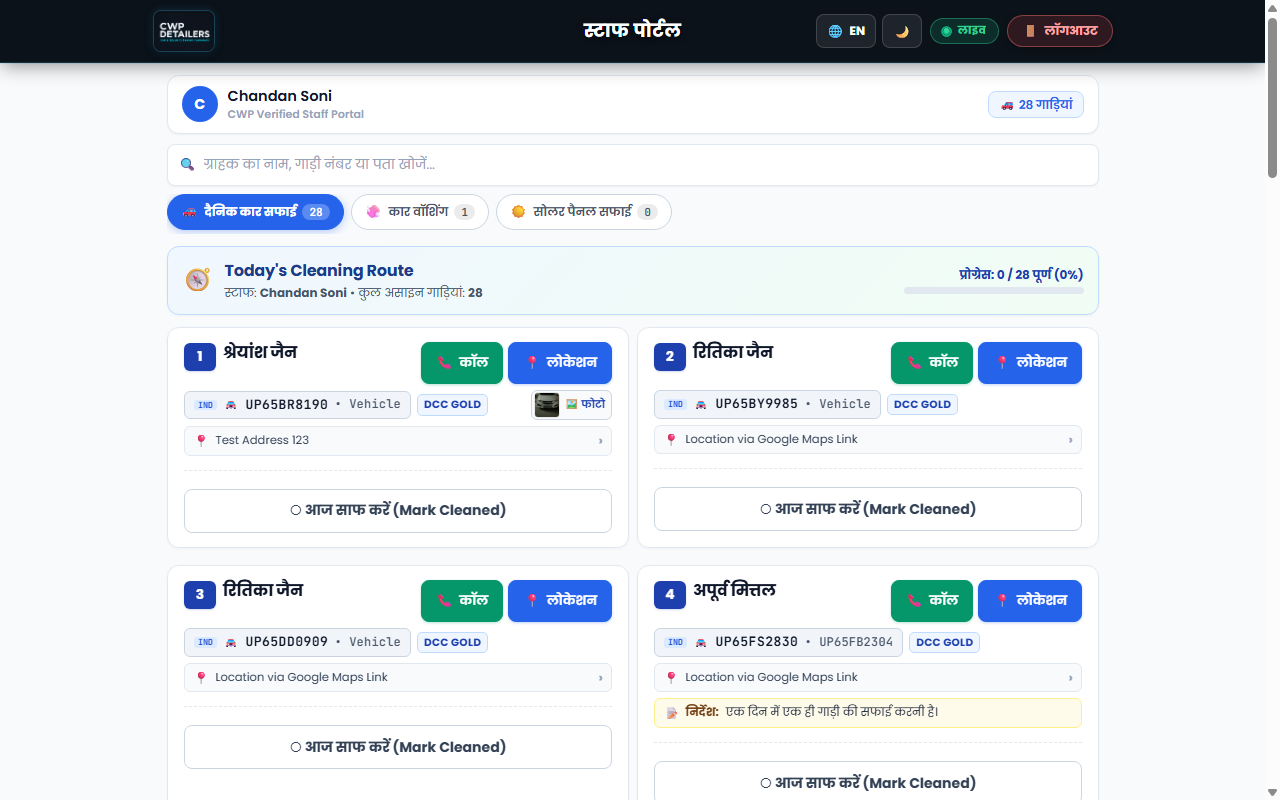 CWP
DETAILERS
स्टाफ पोर्टल
EN
लाइव
लॉगआउट
C
Chandan Soni
CWP Verified Staff Portal
28 गाड़ियां
ग्राहक का नाम, गाड़ी नंबर या पता खोजें...
दैनिक कार सफाई 28
कार वॉशिंग 1
सोलर पैनल सफाई 0
Today's Cleaning Route
स्टाफ: Chandan Soni • कुल असाइन गाड़ियां: 28
प्रोग्रेस: 0 / 28 पूर्ण (0%)
1 श्रेयांश जैन
कॉल
लोकेशन
IND UP65BR8190 • Vehicle
DCC GOLD
फोटो
Test Address 123 ›
○ आज साफ करें (Mark Cleaned)
2 रितिका जैन
कॉल
लोकेशन
IND UP65BY9985 • Vehicle
DCC GOLD
Location via Google Maps Link ›
○ आज साफ करें (Mark Cleaned)
3 रितिका जैन
कॉल
लोकेशन
IND UP65DD0909 • Vehicle
DCC GOLD
Location via Google Maps Link ›
○ आज साफ करें (Mark Cleaned)
4 अपूर्व मित्तल
कॉल
लोकेशन
IND UP65FS2830 • UP65FB2304
DCC GOLD
Location via Google Maps Link ›
निर्देश: एक दिन में एक ही गाड़ी की सफाई करनी है।
○ आज साफ करें (Mark Cleaned)